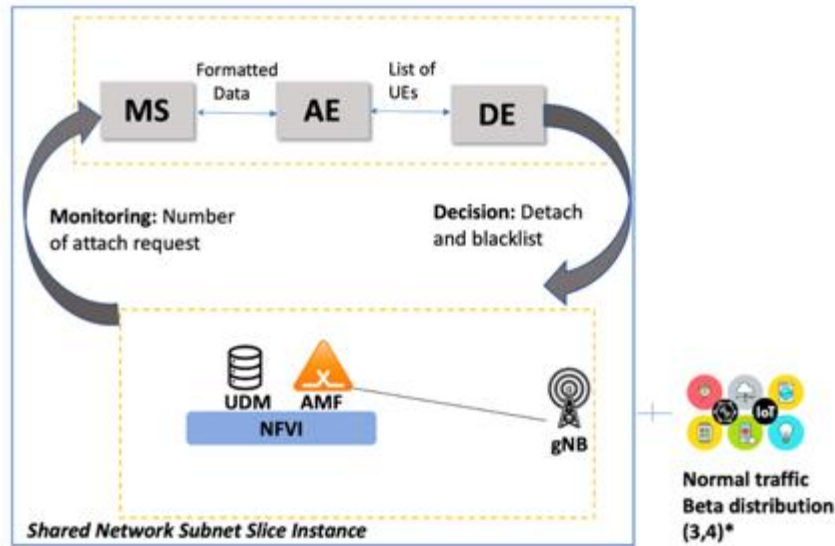 Formatted
Data
List of
UEs
MS
AE
DE
Monitoring: Number
of attach request
Decision: Detach
and blacklist
UDM
AMF
NFVI
gNB
IoT
Normal traffic
Beta distribution
(3,4)*
Shared Network Subnet Slice Instance